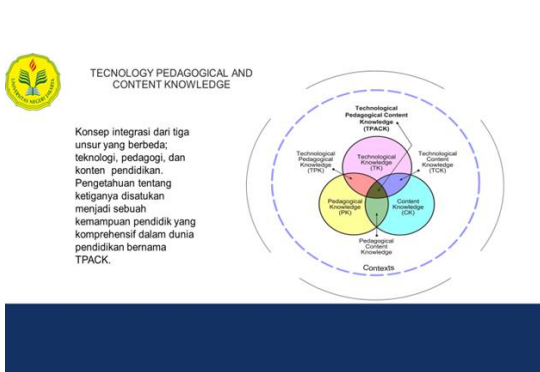 TECNOLOGY PEDAGOGICAL AND
CONTENT KNOWLEDGE
Konsep integrasi dari tiga
unsur yang berbeda;
teknologi, pedagogi, dan
konten pendidikan.
Pengetahuan tentang
ketiganya disatukan
menjadi sebuah
kemampuan pendidik yang
komprehensif dalam dunia
pendidikan bernama
TPACK.
Technological
Pedagogical Content
Knowledge
(TPACK)
Technological
Pedagogical
Knowledge
(TPK)
Technological
Knowledge
(TK)
Technological
Content
Knowledge
(TCK)
Pedagogical
Knowledge
(PK)
Content
Knowledge
(CK)
Pedagogical
Content
Knowledge
Contexts
UNIVERSITAS NEGERI JAKARTA